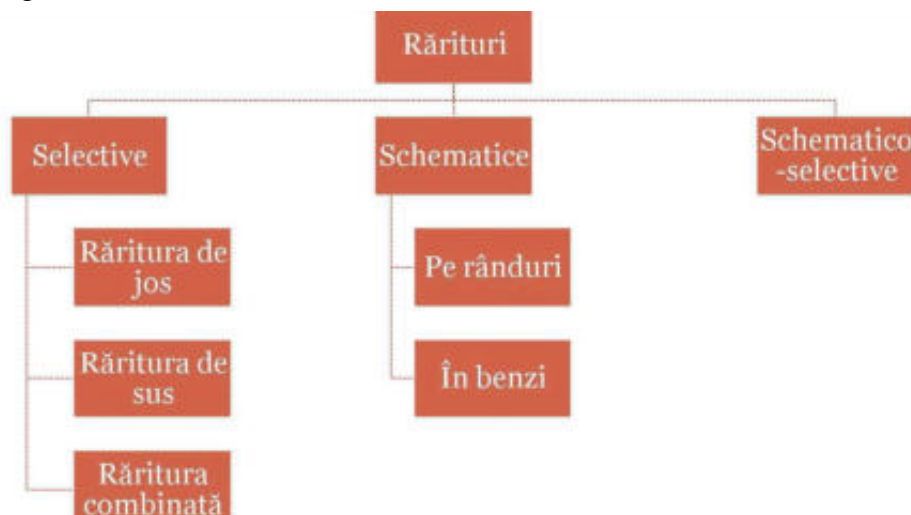 Rărituri
Selective
Schematice
Schematico
-selective
Răritura de
jos
Pe rânduri
Răritura de
sus
În benzi
Răritura
combinată